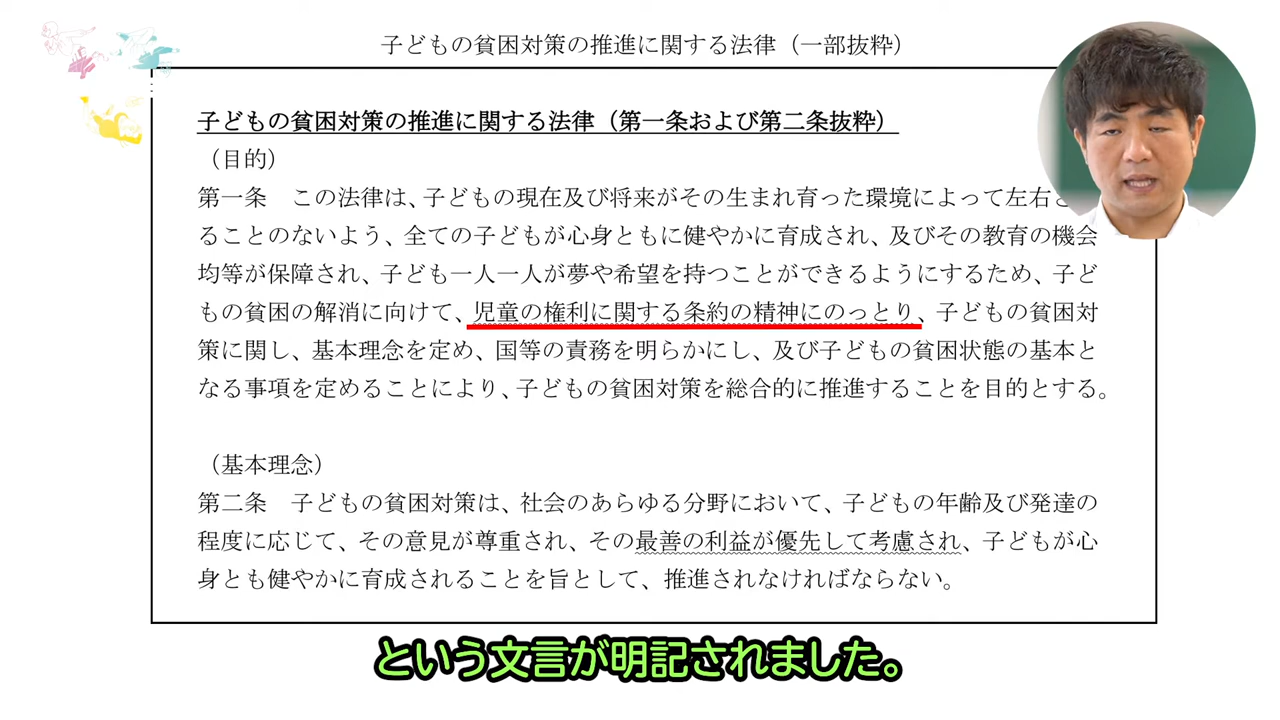 子どもの貧困対策の推進に関する法律（一部抜粋）
子どもの貧困対策の推進に関する法律（第一条および第二条抜粋）
（目的）
第一条　この法律は、子どもの現在及び将来がその生まれ育った環境によって左右さ
ることのないよう、全ての子どもが心身ともに健やかに育成され、及びその教育の機会
均等が保障され、子ども一人一人が夢や希望を持つことができるようにするため、子ど
もの貧困の解消に向けて、児童の権利に関する条約の精神にのっとり、子どもの貧困対
策に関し、基本理念を定め、国等の責務を明らかにし、及び子どもの貧困状態の基本と
なる事項を定めることにより、子どもの貧困対策を総合的に推進することを目的とする。
（基本理念）
第二条　子どもの貧困対策は、社会のあらゆる分野において、子どもの年齢及び発達の
程度に応じて、その意見が尊重され、その最善の利益が優先して考慮され、子どもが心
身とも健やかに育成されることを旨として、推進されなければならない。
という文言が明記されました。